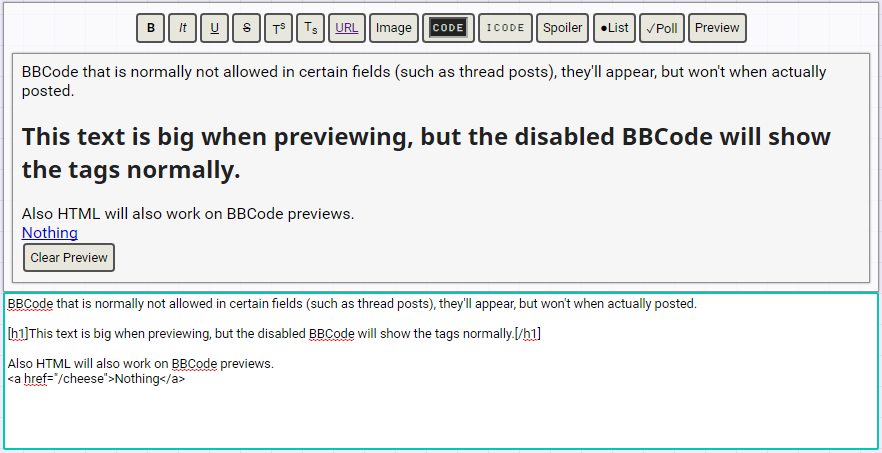 B It U S Tˢ Tₛ URL Image CODE ICODE Spoiler ●List ✓Poll Preview
BBCode that is normally not allowed in certain fields (such as thread posts), they'll appear, but won't when actually
posted.
This text is big when previewing, but the disabled BBCode will show
the tags normally.
Also HTML will also work on BBCode previews.
Nothing
Clear Preview
BBCode that is normally not allowed in certain fields (such as thread posts), they'll appear, but won't when actually posted.
[h1]This text is big when previewing, but the disabled BBCode will show the tags normally.[/h1]
Also HTML will also work on BBCode previews.
<a href="/cheese">Nothing</a>